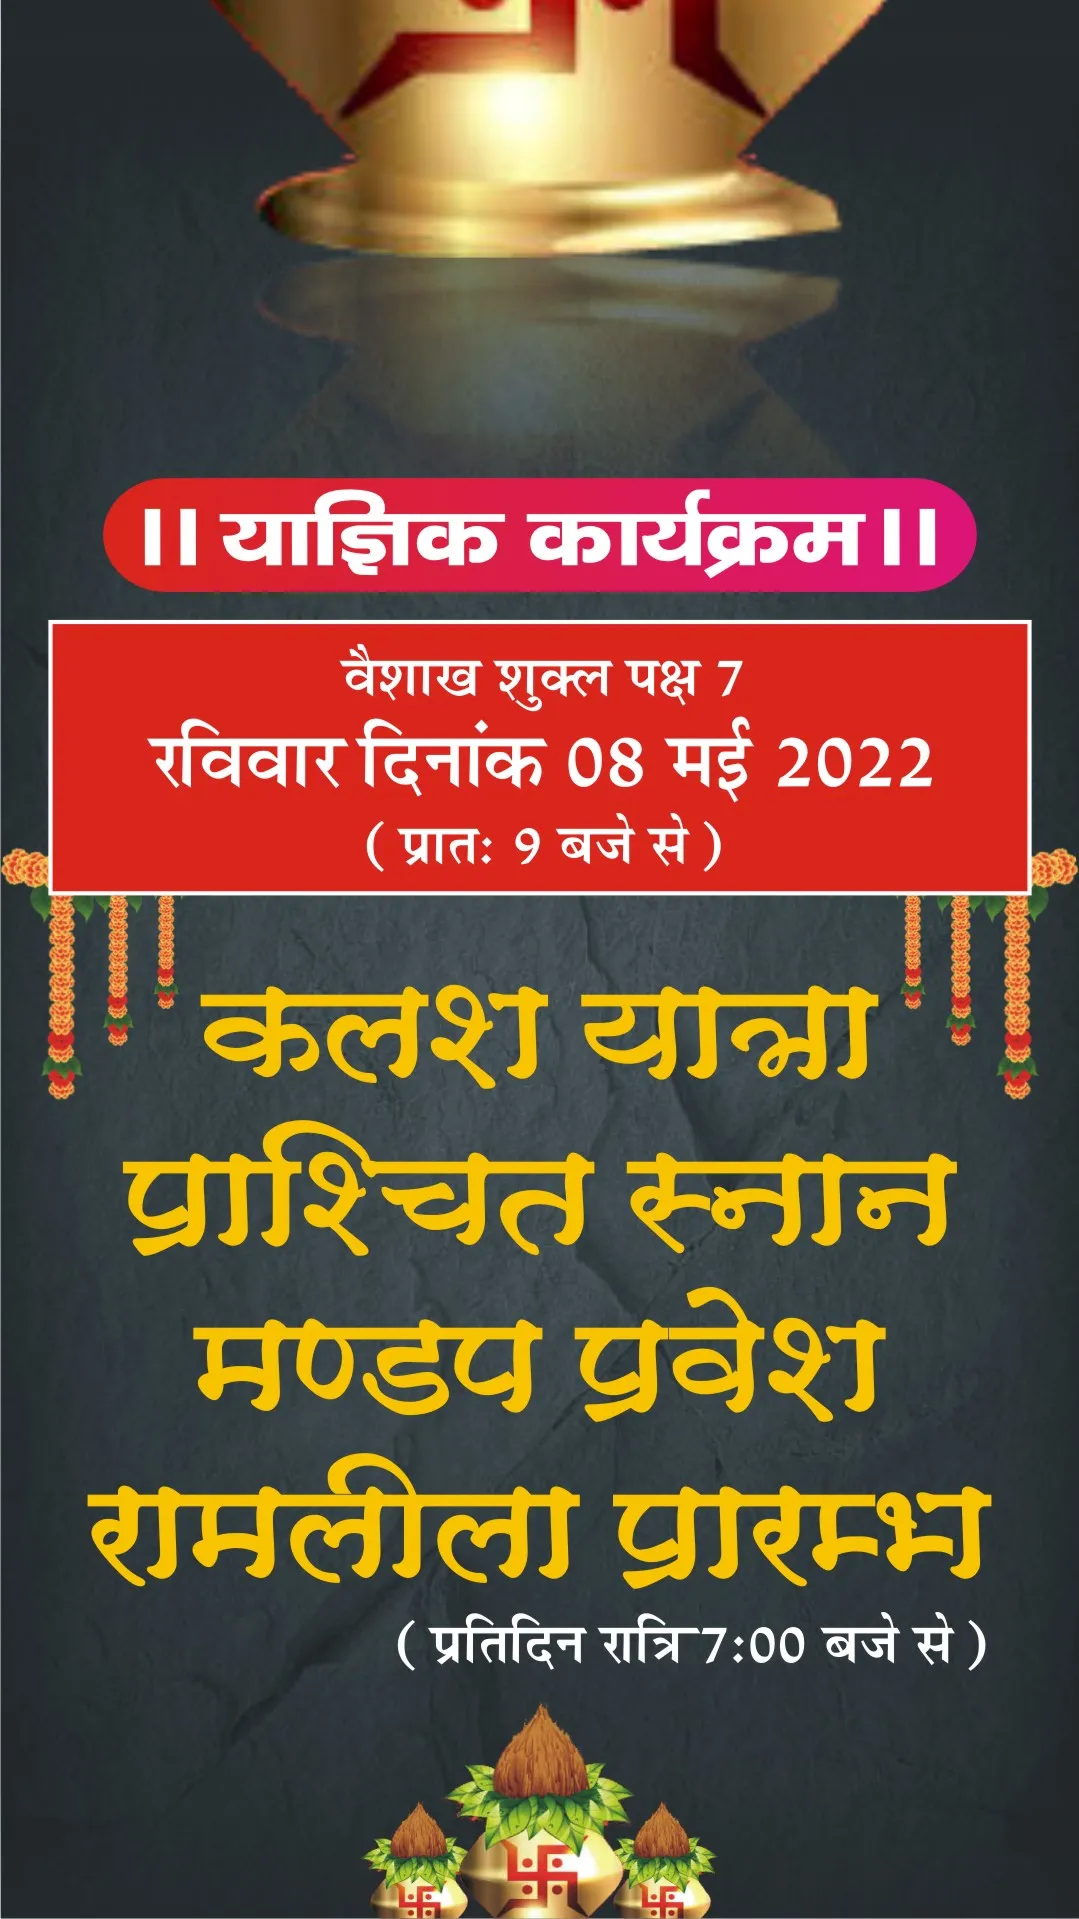 ।। याज्ञिक कार्यक्रम ।।
वैशाख शुक्ल पक्ष 7
रविवार दिनांक 08 मई 2022
( प्रातः 9 बजे से )
कलश यात्रा
प्राश्चित स्नान
मण्डप प्रवेश
रामलीला प्रारम्भ
( प्रतिदिन रात्रि 7:00 बजे से )